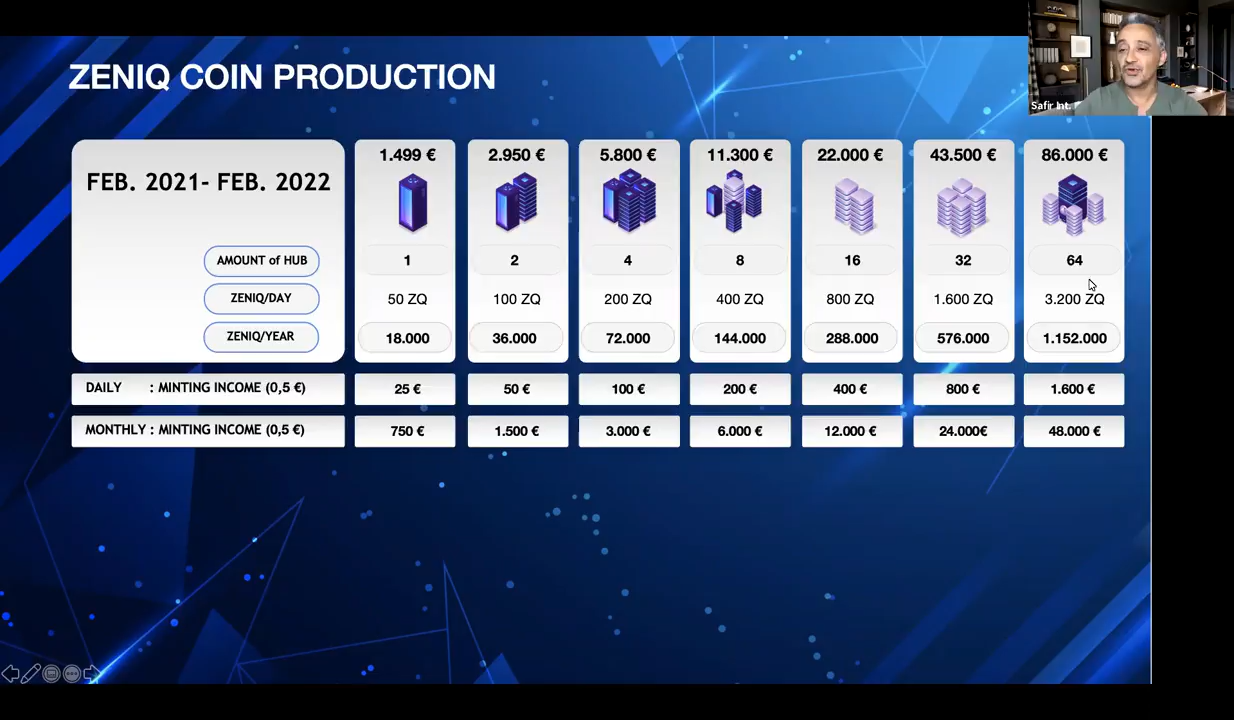 ZENIQ COIN PRODUCTION
Safir Int.
FEB. 2021- FEB. 2022
1.499 € 2.950 € 5.800 € 11.300 € 22.000 € 43.500 € 86.000 €
AMOUNT of HUB 1 2 4 8 16 32 64
ZENIQ/DAY 50 ZQ 100 ZQ 200 ZQ 400 ZQ 800 ZQ 1.600 ZQ 3.200 ZQ
ZENIQ/YEAR 18.000 36.000 72.000 144.000 288.000 576.000 1.152.000
DAILY : MINTING INCOME (0,5 €) 25 € 50 € 100 € 200 € 400 € 800 € 1.600 €
MONTHLY : MINTING INCOME (0,5 €) 750 € 1.500 € 3.000 € 6.000 € 12.000 € 24.000€ 48.000 €